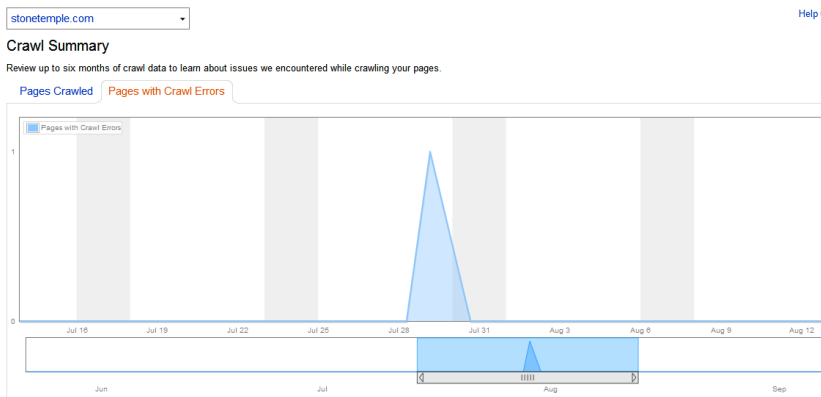 stonetemple.com
Help
Crawl Summary
Review up to six months of crawl data to learn about issues we encountered while crawling your pages.
Pages Crawled Pages with Crawl Errors
Pages with Crawl Errors
1
0
Jul 16 Jul 19 Jul 22 Jul 25 Jul 28 Jul 31 Aug 3 Aug 6 Aug 9 Aug 12
Jun Jul Aug Sep